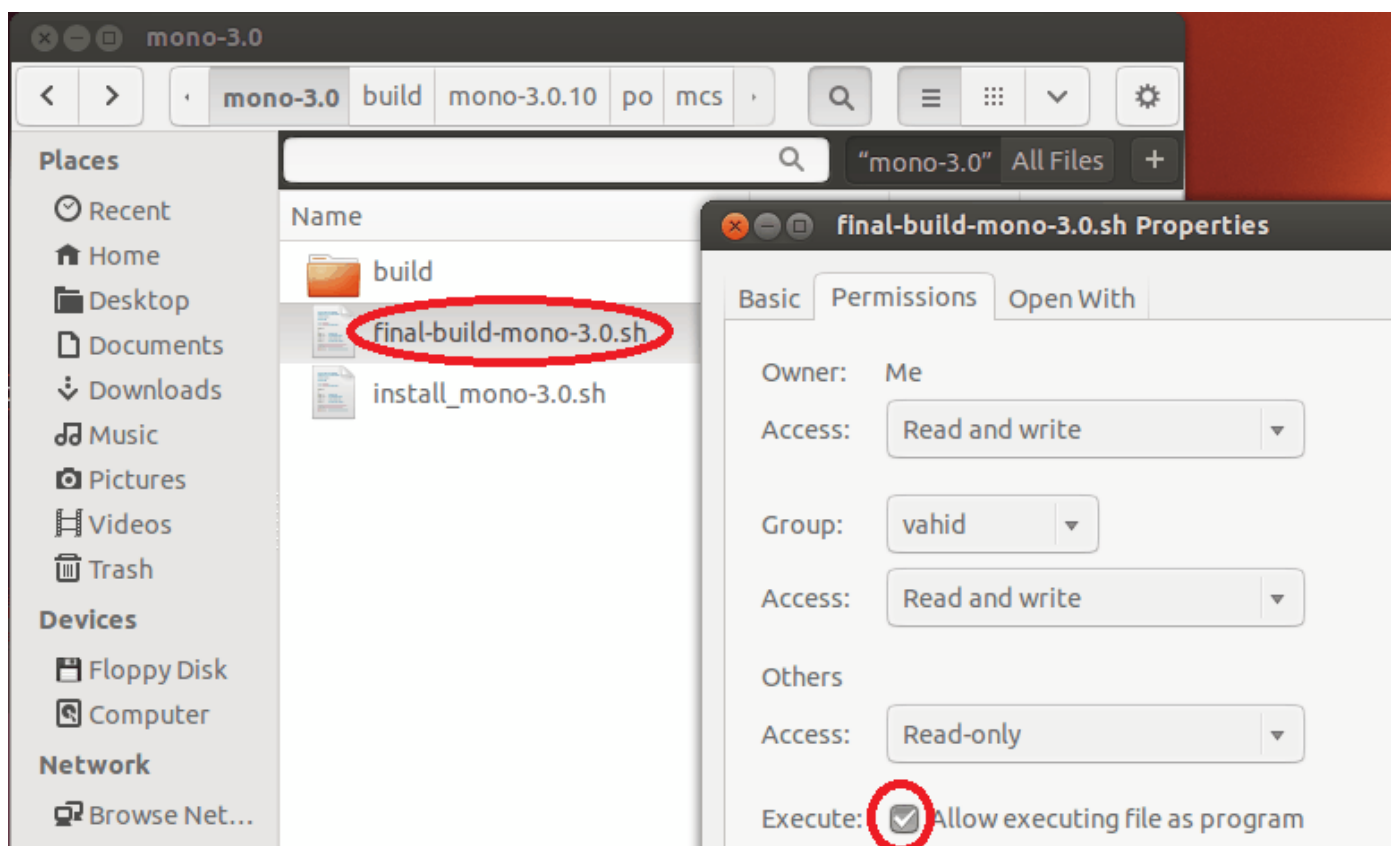 mono-3.0
mono-3.0 build mono-3.0.10 po mcs
Places
Recent
Home
Desktop
Documents
Downloads
Music
Pictures
Videos
Trash
Devices
Floppy Disk
Computer
Network
Browse Net...
"mono-3.0" All Files +
Name
build
final-build-mono-3.0.sh
install_mono-3.0.sh
final-build-mono-3.0.sh Properties
Basic Permissions Open With
Owner: Me
Access: Read and write
Group: vahid
Access: Read and write
Others
Access: Read-only
Execute: Allow executing file as program